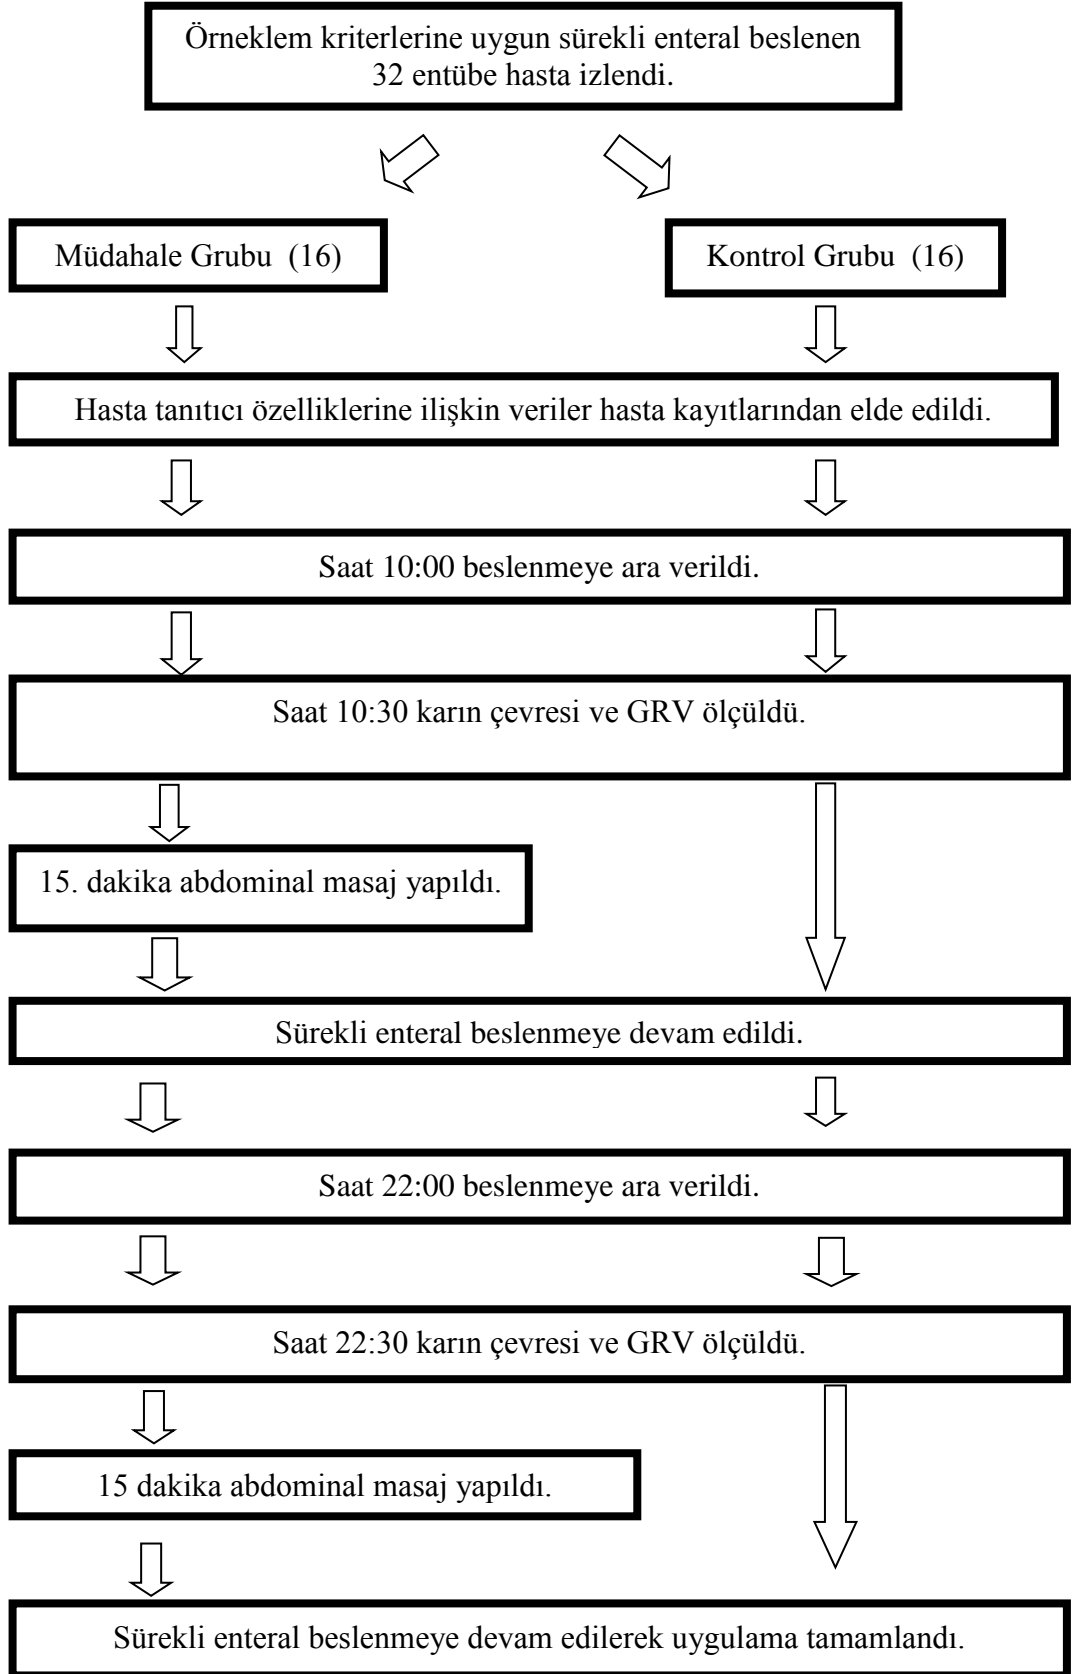 Örneklem kriterlerine uygun sürekli enteral beslenen
32 entübe hasta izlendi.
Müdahale Grubu (16)
Kontrol Grubu (16)
Hasta tanıtıcı özelliklerine ilişkin veriler hasta kayıtlarından elde edildi.
Saat 10:00 beslenmeye ara verildi.
Saat 10:30 karın çevresi ve GRV ölçüldü.
15. dakika abdominal masaj yapıldı.
Sürekli enteral beslenmeye devam edildi.
Saat 22:00 beslenmeye ara verildi.
Saat 22:30 karın çevresi ve GRV ölçüldü.
15 dakika abdominal masaj yapıldı.
Sürekli enteral beslenmeye devam edilerek uygulama tamamlandı.